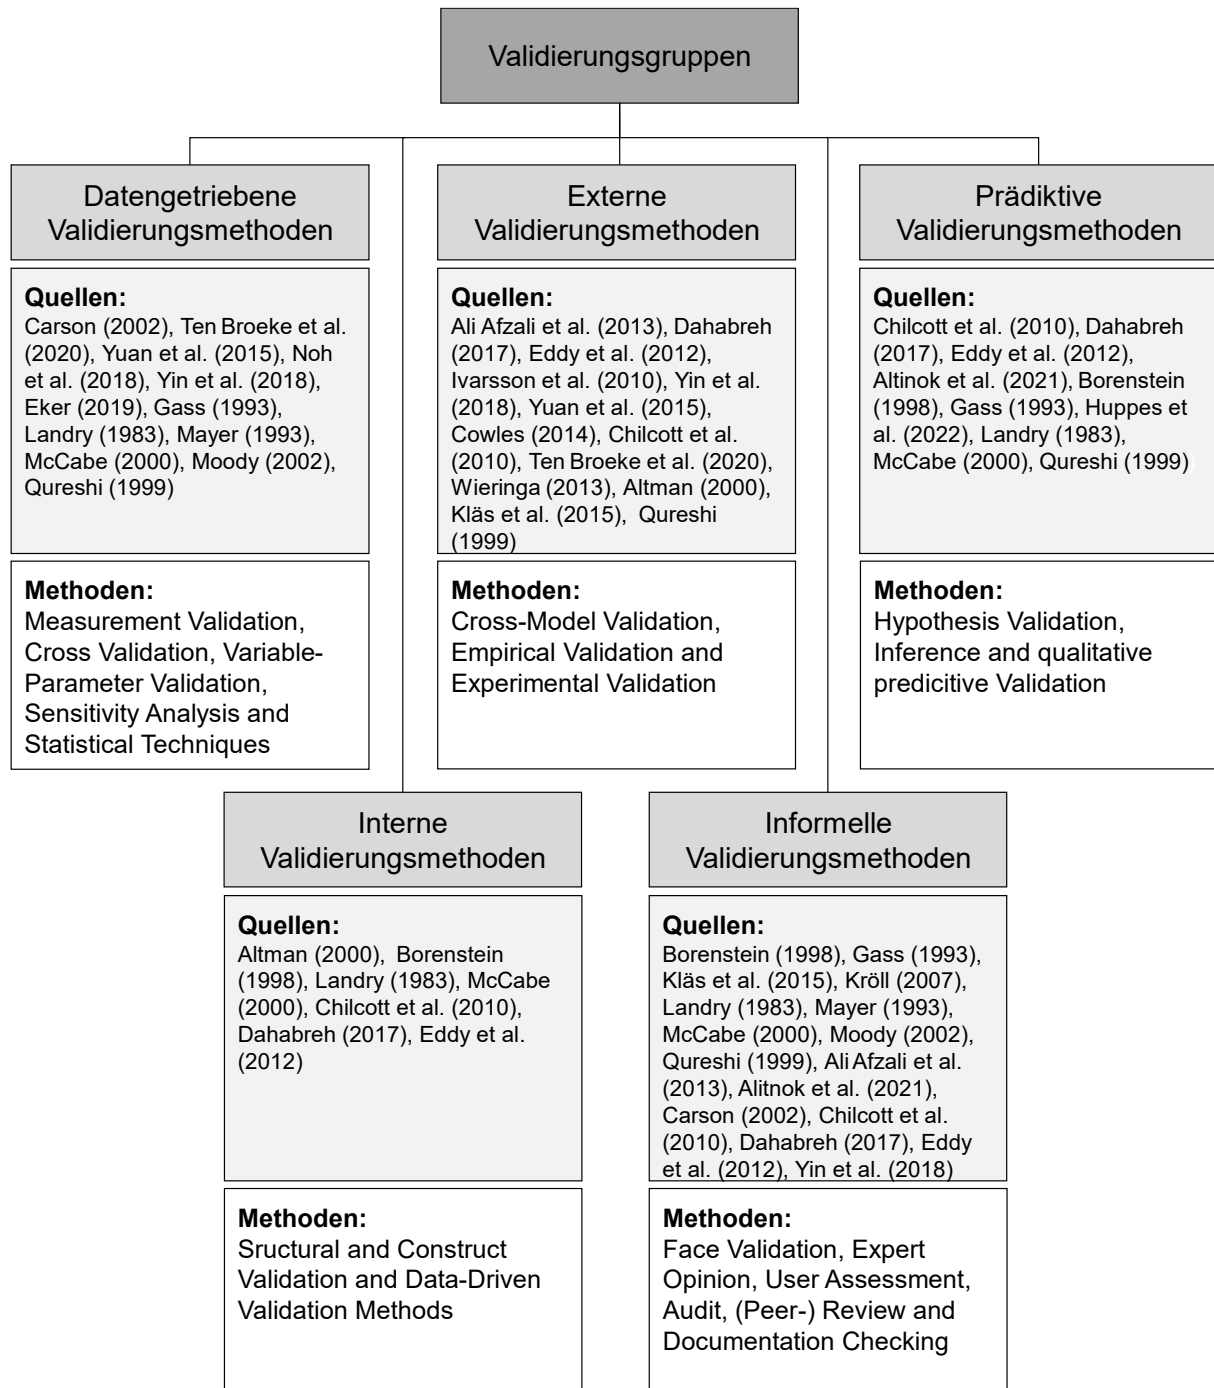 Validierungsgruppen
Datengetriebene
Validierungsmethoden
Quellen:
Carson (2002), Ten Broeke et al.
(2020), Yuan et al. (2015), Noh
et al. (2018), Yin et al. (2018),
Eker (2019), Gass (1993),
Landry (1983), Mayer (1993),
McCabe (2000), Moody (2002),
Qureshi (1999)
Methoden:
Measurement Validation,
Cross Validation, Variable-
Parameter Validation,
Sensitivity Analysis and
Statistical Techniques
Externe
Validierungsmethoden
Quellen:
Ali Afzali et al. (2013), Dahabreh
(2017), Eddy et al. (2012),
Ivarsson et al. (2010), Yin et al.
(2018), Yuan et al. (2015),
Cowles (2014), Chilcott et al.
(2010), Ten Broeke et al. (2020),
Wieringa (2013), Altman (2000),
Kläs et al. (2015), Qureshi
(1999)
Methoden:
Cross-Model Validation,
Empirical Validation and
Experimental Validation
Prädiktive
Validierungsmethoden
Quellen:
Chilcott et al. (2010), Dahabreh
(2017), Eddy et al. (2012),
Altinok et al. (2021), Borenstein
(1998), Gass (1993), Huppes et
al. (2022), Landry (1983),
McCabe (2000), Qureshi (1999)
Methoden:
Hypothesis Validation,
Inference and qualitative
predicitive Validation
Interne
Validierungsmethoden
Quellen:
Altman (2000), Borenstein
(1998), Landry (1983), McCabe
(2000), Chilcott et al. (2010),
Dahabreh (2017), Eddy et al.
(2012)
Methoden:
Sructural and Construct
Validation and Data-Driven
Validation Methods
Informelle
Validierungsmethoden
Quellen:
Borenstein (1998), Gass (1993),
Kläs et al. (2015), Kröll (2007),
Landry (1983), Mayer (1993),
McCabe (2000), Moody (2002),
Qureshi (1999), Ali Afzali et al.
(2013), Alitnok et al. (2021),
Carson (2002), Chilcott et al.
(2010), Dahabreh (2017), Eddy
et al. (2012), Yin et al. (2018)
Methoden:
Face Validation, Expert
Opinion, User Assessment,
Audit, (Peer-) Review and
Documentation Checking